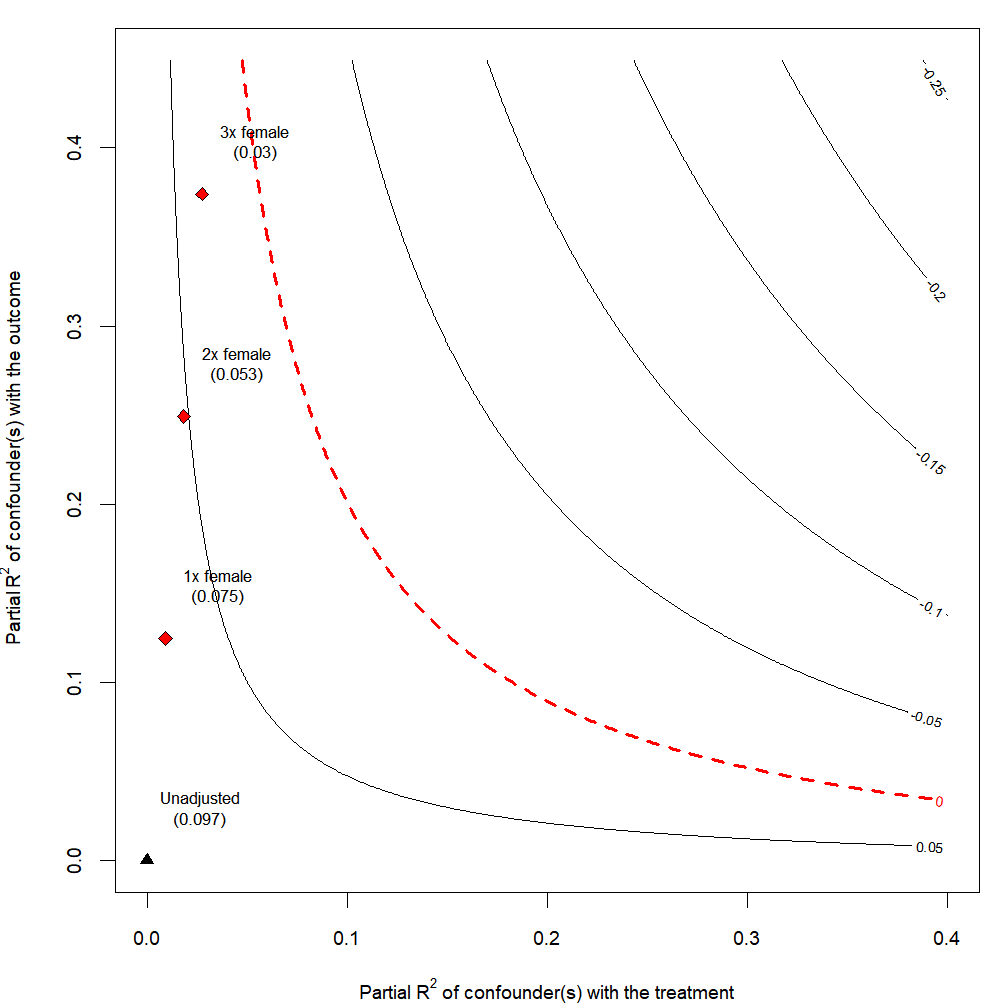 -0.25
3x female
(0.03)
0.4
-0.2
0.3
2x female
(0.053)
-0.15
0.2
1x female
(0.075)
-0.1
0.1
-0.05
0
Unadjusted
(0.097)
0.05
0.0
Partial R² of confounder(s) with the outcome
0.0 0.1 0.2 0.3 0.4
Partial R² of confounder(s) with the treatment